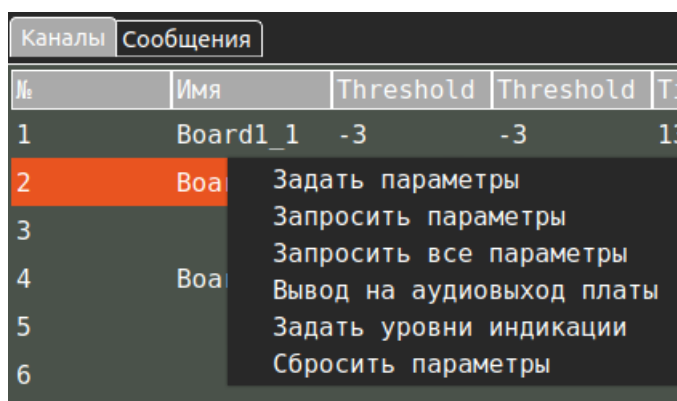 Каналы Сообщения
№ Имя Threshold Threshold
1 Board1_1 -3 -3
2 Задать параметры
Запросить параметры
3
Запросить все параметры
4 Вывод на аудиовыход платы
5 Задать уровни индикации
6 Сбросить параметры